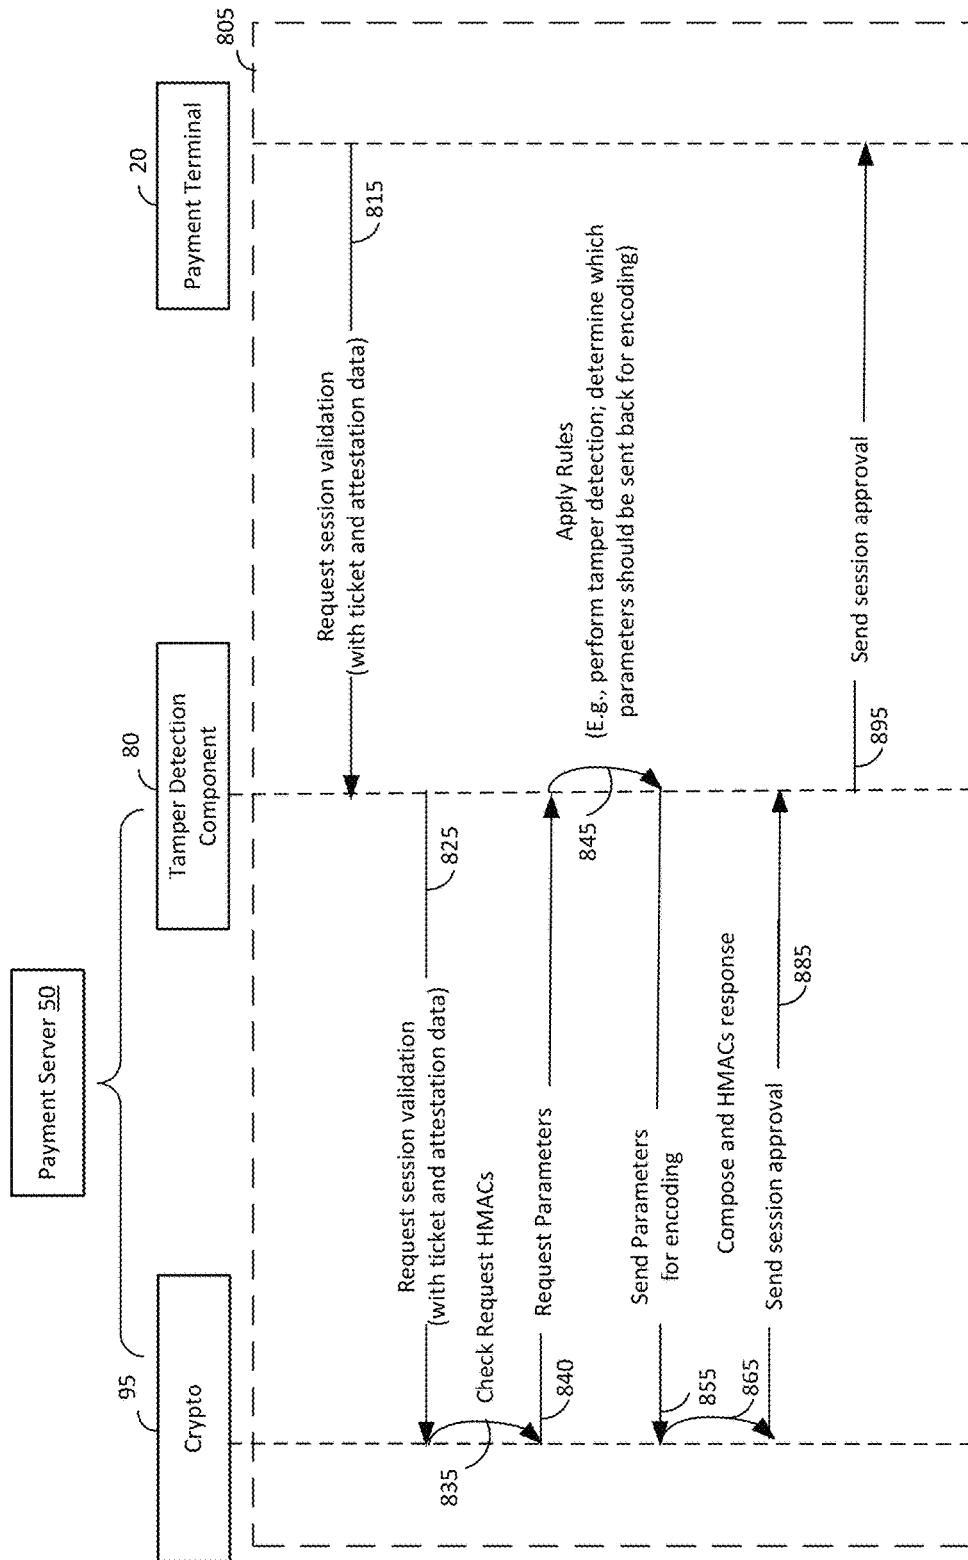 Payment Server 50
95
80
20
805
Crypto
Tamper Detection
Component
Payment Terminal
Request session validation
(with ticket and attestation data)
815
Request session validation
(with ticket and attestation data)
825
835
Check Request HMACs
840
Request Parameters
845
Apply Rules
(E.g., perform tamper detection; determine which
parameters should be sent back for encoding)
855
Send Parameters
for encoding
865
Compose and HMACs response
Send session approval
885
895
Send session approval